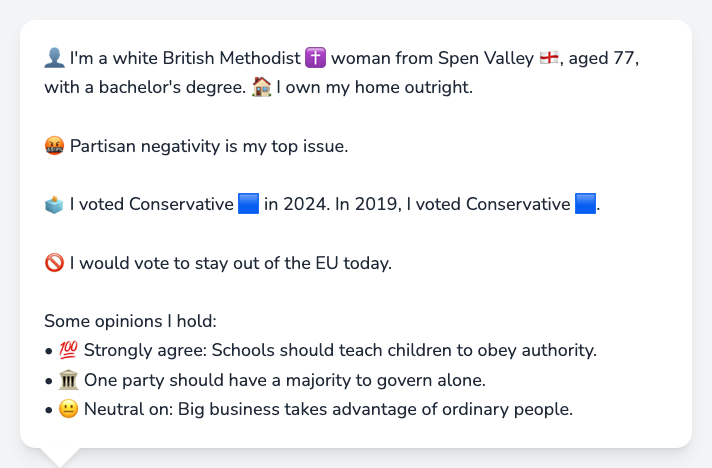 👤 I'm a white British Methodist ✝️ woman from Spen Valley 🏴󠁧󠁢󠁥󠁮󠁧󠁿, aged 77,
with a bachelor's degree. 🏠 I own my home outright.
🤬 Partisan negativity is my top issue.
🗳️ I voted Conservative 🟦 in 2024. In 2019, I voted Conservative 🟦.
🚫 I would vote to stay out of the EU today.
Some opinions I hold:
• 💯 Strongly agree: Schools should teach children to obey authority.
• 🏛️ One party should have a majority to govern alone.
• 😐 Neutral on: Big business takes advantage of ordinary people.